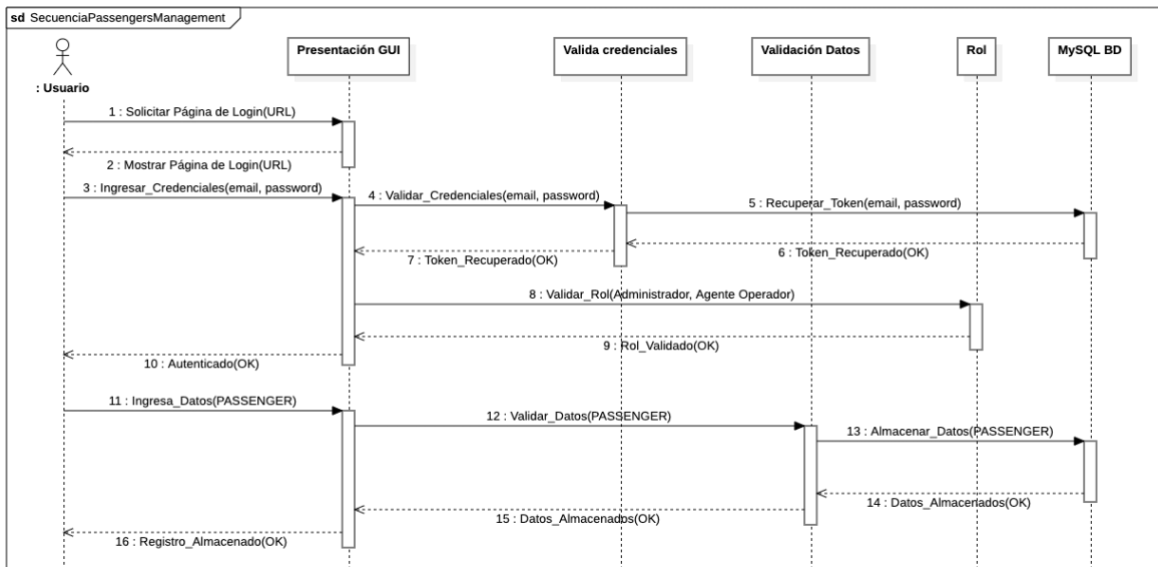 sd SecuenciaPassengersManagement
Presentación GUI
Valida credenciales
Validación Datos
Rol
MySQL BD
: Usuario
1 : Solicitar Página de Login(URL)
2 : Mostrar Página de Login(URL)
3 : Ingresar_Credenciales(email, password)
4 : Validar_Credenciales(email, password)
5 : Recuperar_Token(email, password)
6 : Token_Recuperado(OK)
7 : Token_Recuperado(OK)
8 : Validar_Rol(Administrador, Agente Operador)
9 : Rol_Validado(OK)
10 : Autenticado(OK)
11 : Ingresa_Datos(PASSENGER)
12 : Validar_Datos(PASSENGER)
13 : Almacenar_Datos(PASSENGER)
14 : Datos_Almacenados(OK)
15 : Datos_Almacenados(OK)
16 : Registro_Almacenado(OK)